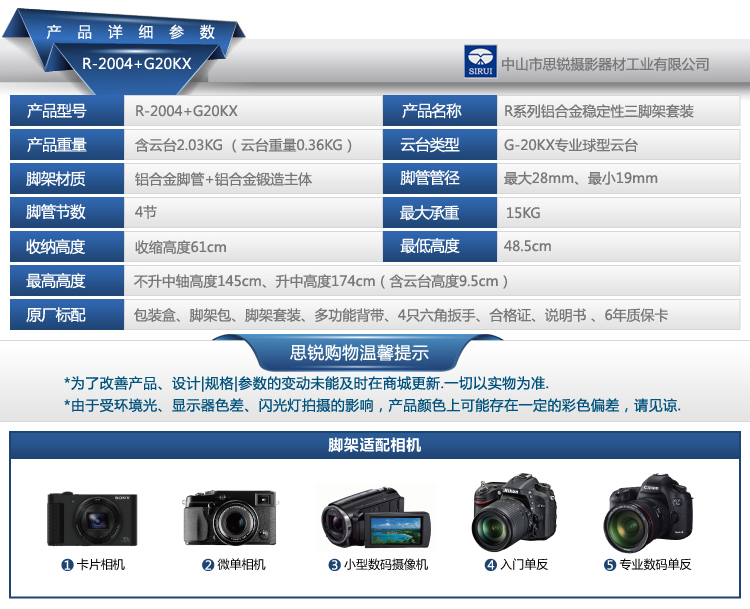 产品详细参数
R-2004+G20KX
SIRUI 中山市思锐摄影器材工业有限公司
产品型号 R-2004+G20KX 产品名称 R系列铝合金稳定性三脚架套装
产品重量 含云台2.03KG（云台重量0.36KG） 云台类型 G-20KX专业球型云台
脚架材质 铝合金脚管+铝合金锻造主体 脚管管径 最大28mm、最小19mm
脚管节数 4节 最大承重 15KG
收纳高度 收缩高度61cm 最低高度 48.5cm
最高高度 不升中轴高度145cm、升中高度174cm（含云台高度9.5cm）
原厂标配 包装盒、脚架包、脚架套装、多功能背带、4只六角扳手、合格证、说明书 、6年质保卡
思锐购物温馨提示
*为了改善产品、设计|规格|参数的变动未能及时在商城更新.一切以实物为准.
*由于受环境光、显示器色差、闪光灯拍摄的影响，产品颜色上可能存在一定的彩色偏差，请见谅.
脚架适配相机
SONY
Nikon
Canon
1 卡片相机 2 微单相机 3 小型数码摄像机 4 入门单反 5 专业数码单反